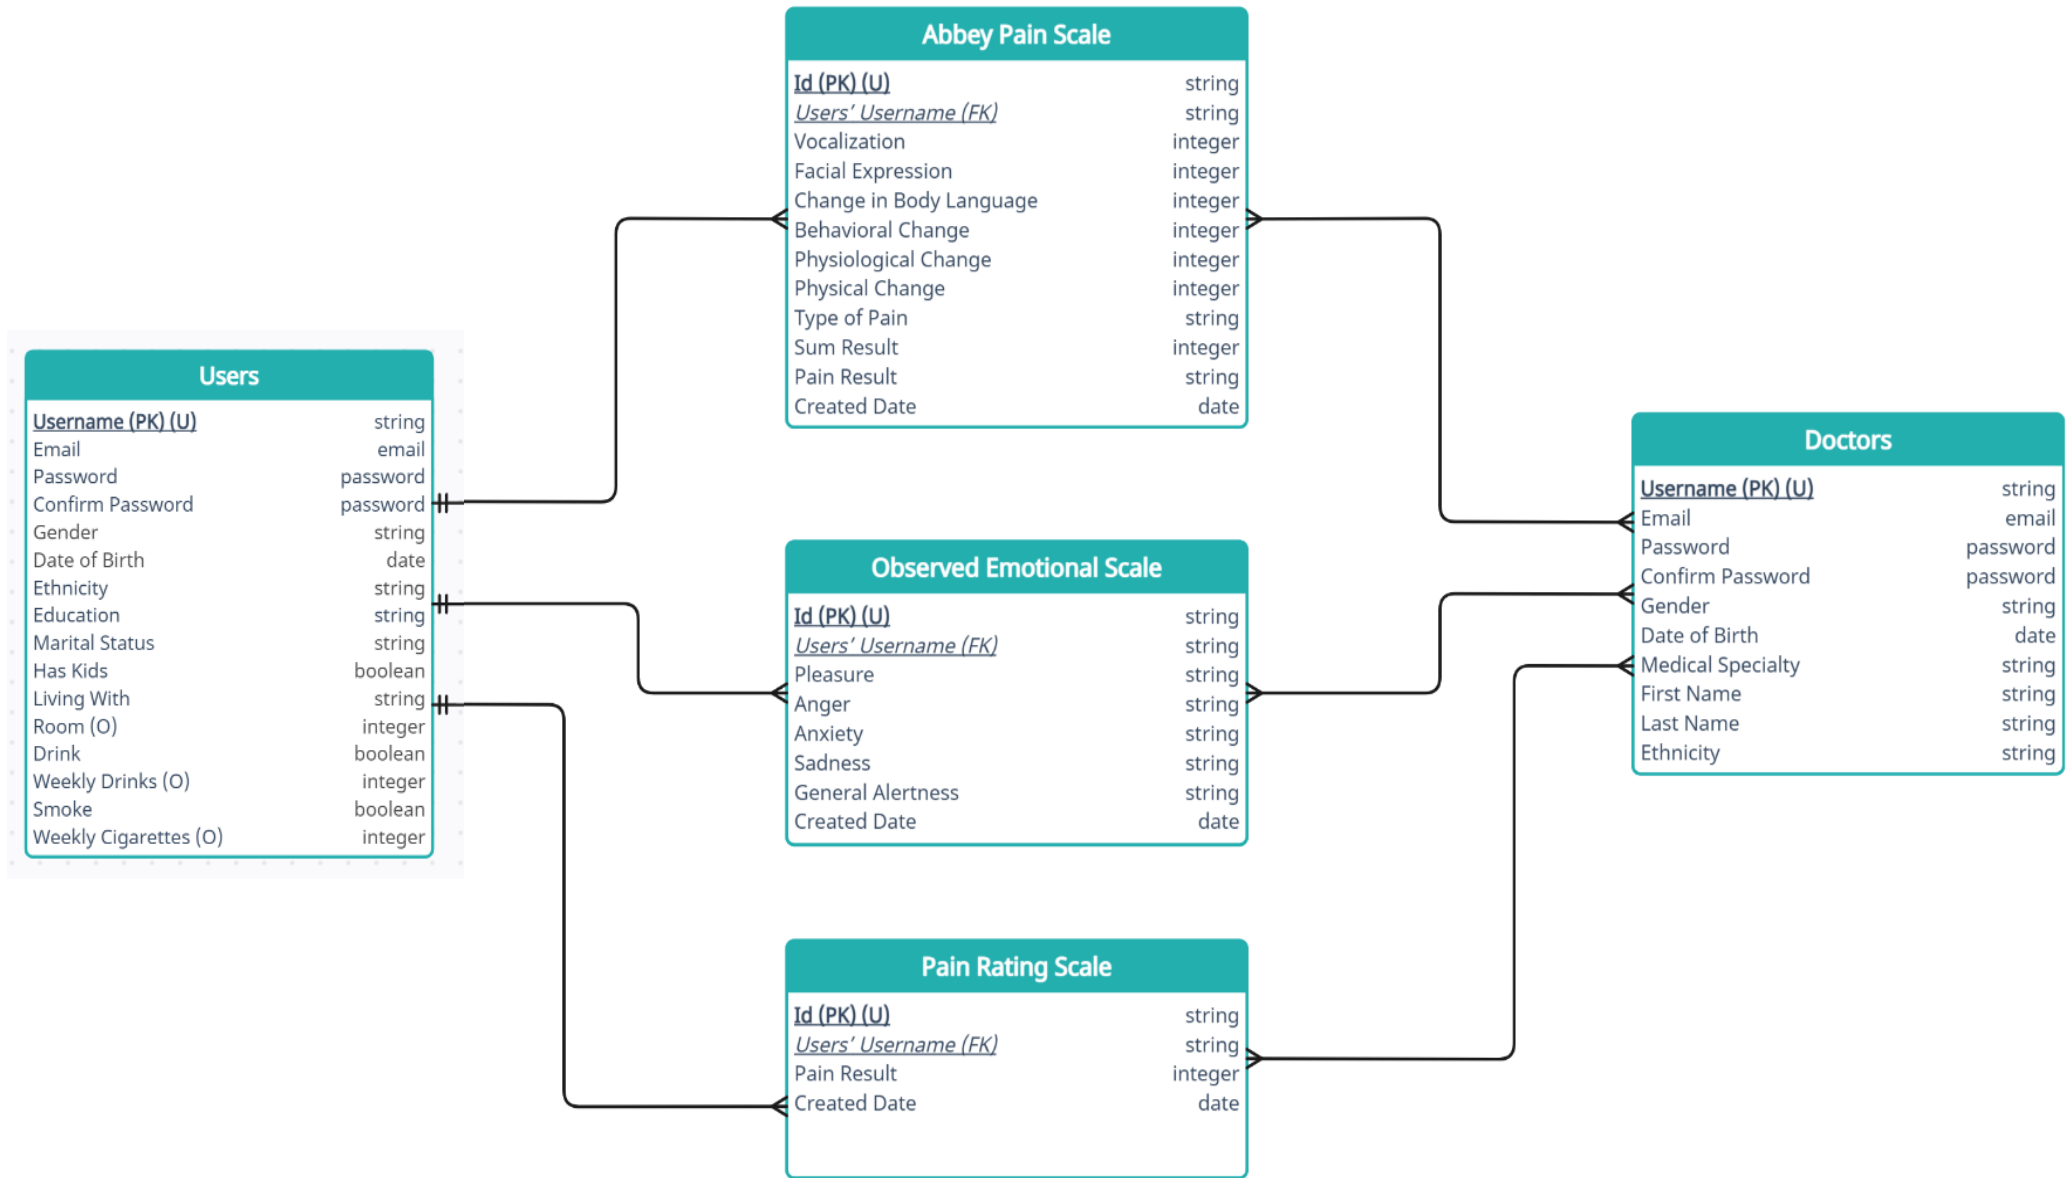 Abbey Pain Scale
Id (PK) (U) string
Users' Username (FK) string
Vocalization integer
Facial Expression integer
Change in Body Language integer
Behavioral Change integer
Physiological Change integer
Physical Change integer
Type of Pain string
Sum Result integer
Pain Result string
Created Date date
Users
Username (PK) (U) string
Email email
Password password
Confirm Password password
Gender string
Date of Birth date
Ethnicity string
Education string
Marital Status string
Has Kids boolean
Living With string
Room (O) integer
Drink boolean
Weekly Drinks (O) integer
Smoke boolean
Weekly Cigarettes (O) integer
Observed Emotional Scale
Id (PK) (U) string
Users' Username (FK) string
Pleasure string
Anger string
Anxiety string
Sadness string
General Alertness string
Created Date date
Doctors
Username (PK) (U) string
Email email
Password password
Confirm Password password
Gender string
Date of Birth date
Medical Specialty string
First Name string
Last Name string
Ethnicity string
Pain Rating Scale
Id (PK) (U) string
Users' Username (FK) string
Pain Result integer
Created Date date